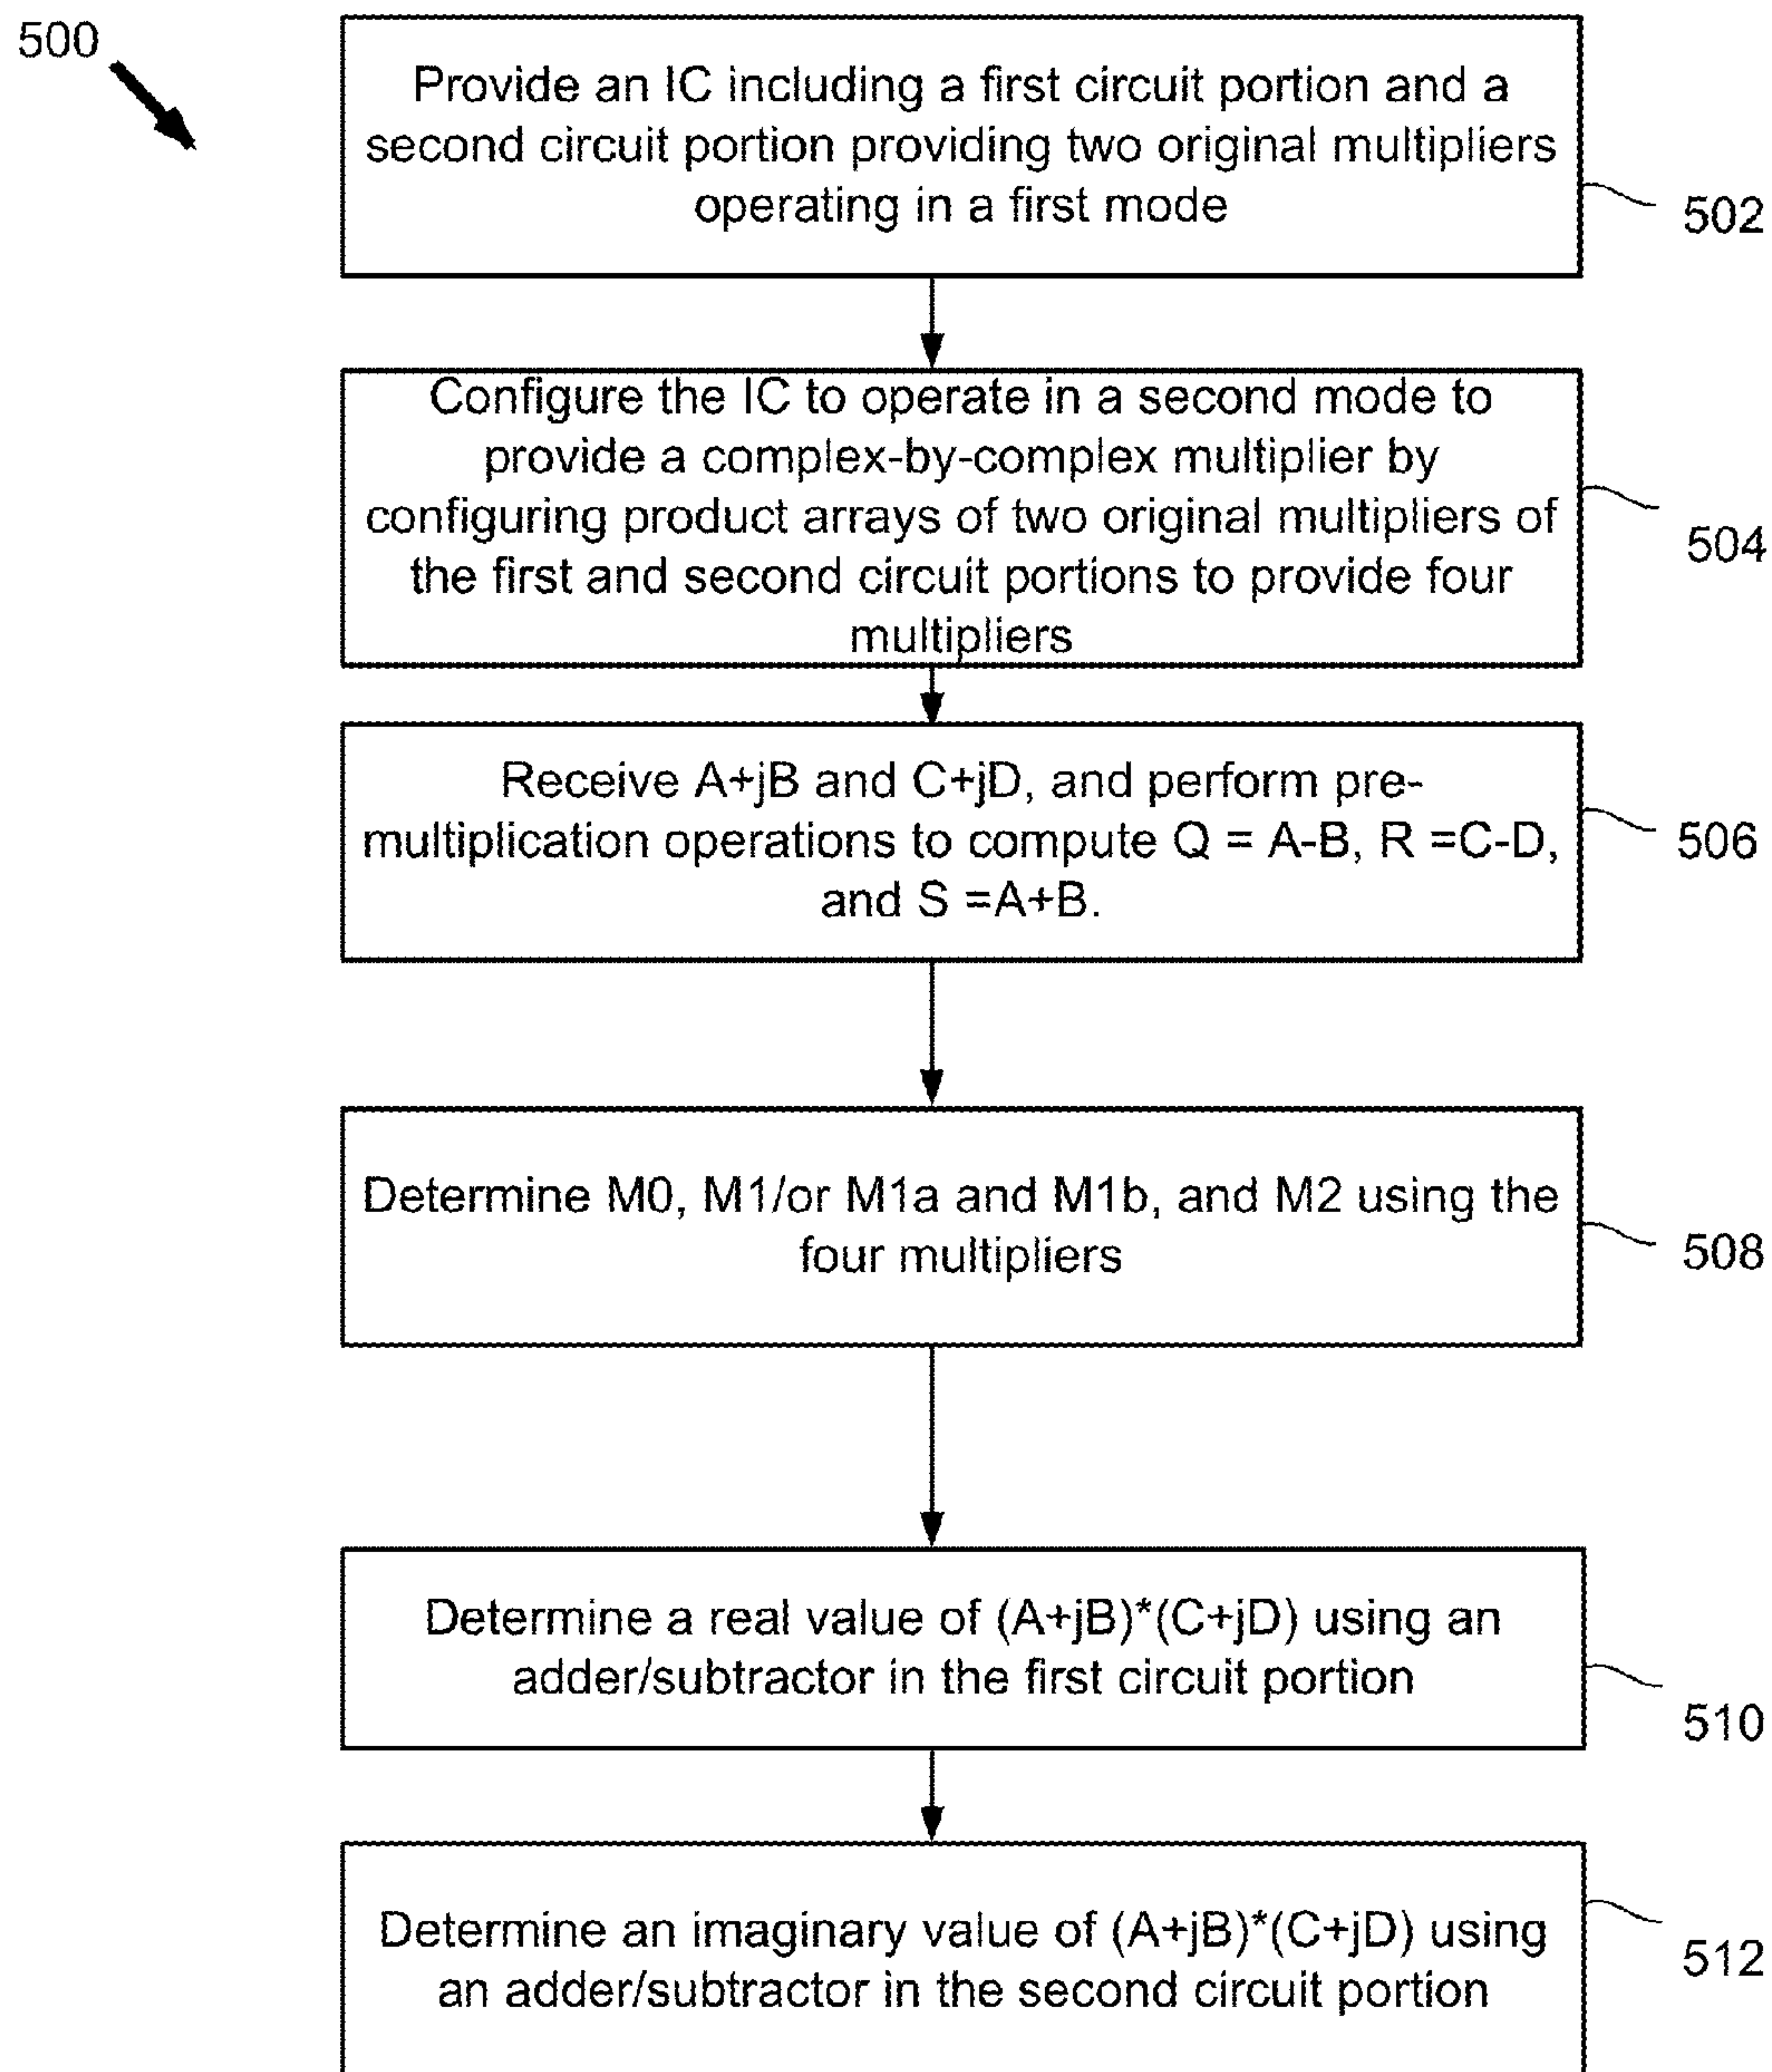 500
Provide an IC including a first circuit portion and a
second circuit portion providing two original multipliers
operating in a first mode
502
Configure the IC to operate in a second mode to
provide a complex-by-complex multiplier by
configuring product arrays of two original multipliers of
the first and second circuit portions to provide four
multipliers
504
Receive A+jB and C+jD, and perform pre-
multiplication operations to compute Q = A-B, R =C-D,
and S =A+B.
506
Determine M0, M1/or M1a and M1b, and M2 using the
four multipliers
508
Determine a real value of (A+jB)*(C+jD) using an
adder/subtractor in the first circuit portion
510
Determine an imaginary value of (A+jB)*(C+jD) using
an adder/subtractor in the second circuit portion
512